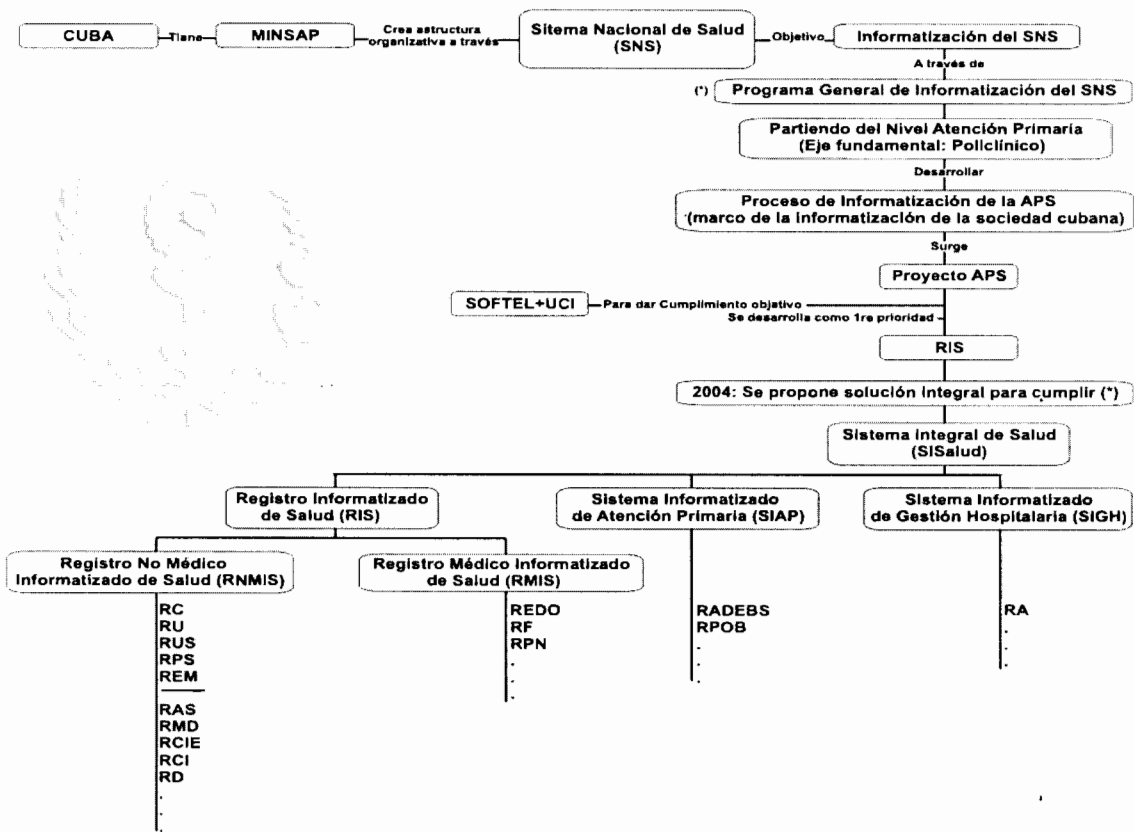 CUBA
Tiene
MINSAP
Crea estructura
organizativa a través
Sitema Nacional de Salud
(SNS)
Objetivo
Informatización del SNS
A través de
(*) Programa General de Informatización del SNS
Partiendo del Nivel Atención Primaria
(Eje fundamental: Policlínico)
Desarrollar
Proceso de Informatización de la APS
(marco de la informatización de la sociedad cubana)
Surge
Proyecto APS
SOFTEL+UCI
Para dar Cumplimiento objetivo
Se desarrolla como 1re prioridad
RIS
2004: Se propone solución integral para cumplir (*)
Sistema Integral de Salud
(SISalud)
Registro Informatizado
de Salud (RIS)
Sistema Informatizado
de Atención Primaria (SIAP)
Sistema Informatizado
de Gestión Hospitalaria (SIGH)
Registro No Médico
Informatizado de Salud (RNMIS)
Registro Médico Informatizado
de Salud (RMIS)
RC
RU
RUS
RPS
REM
RAS
RMD
RCIE
RCI
RD
.
.
.
REDO
RF
RPN
.
.
.
RADEBS
RPOB
.
.
.
RA
.
.
.